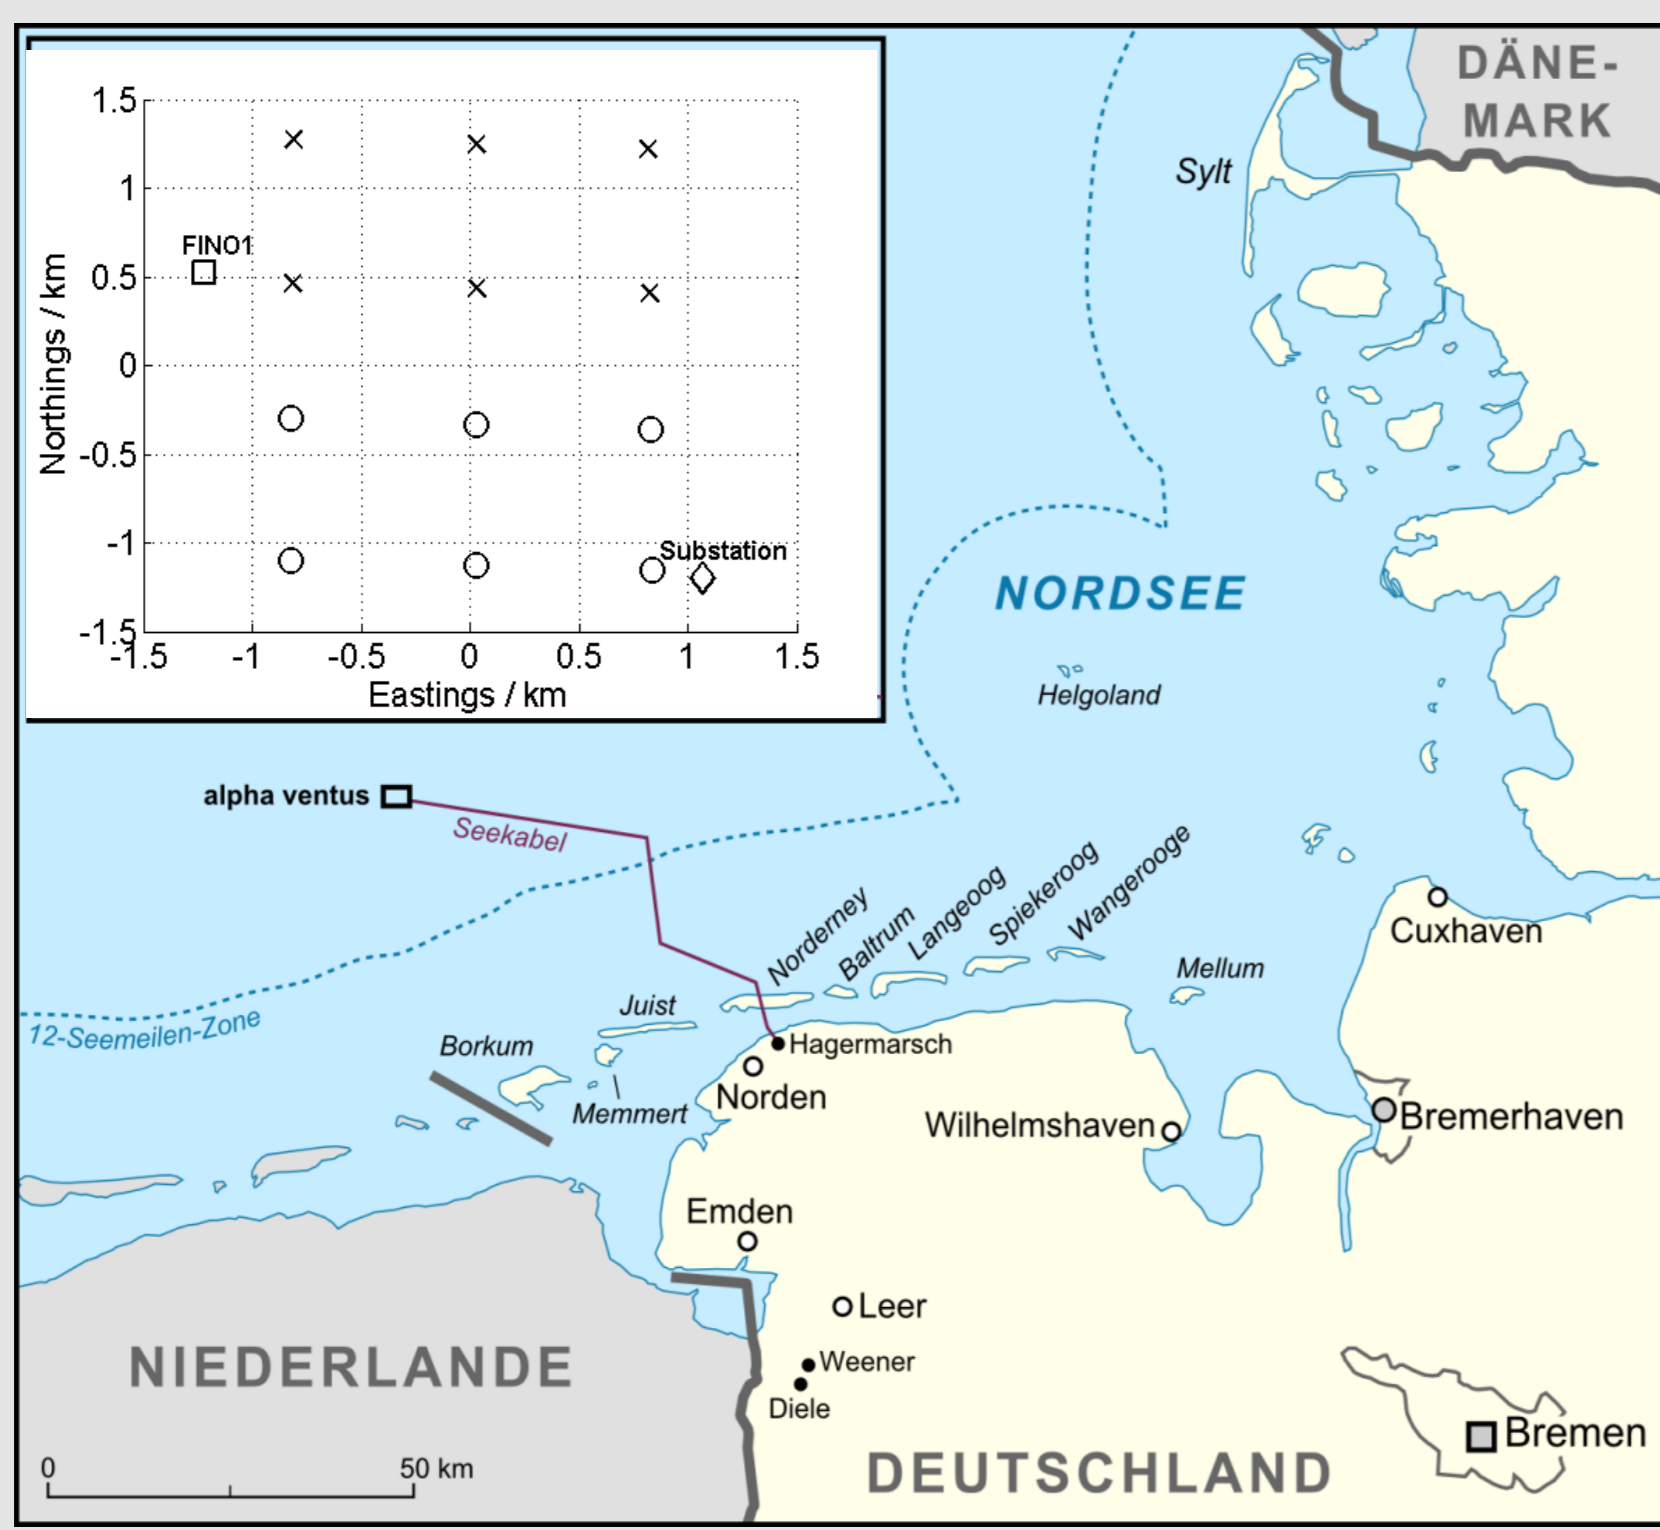 1.5
1
0.5
0
-0.5
-1
-1.5
-1.5
-1
-0.5
0
0.5
1
1.5
Northings / km
Eastings / km
FINO1
Substation
DÄNE-
MARK
Sylt
NORDSEE
Helgoland
alpha ventus
Seekabel
12-Seemeilen-Zone
Borkum
Juist
Memmert
Norderney
Baltrum
Langeoog
Spiekeroog
Wangerooge
Mellum
Cuxhaven
Hagermarsch
Norden
Wilhelmshaven
Bremerhaven
Emden
Leer
Weener
Diele
NIEDERLANDE
DEUTSCHLAND
Bremen
0
50 km